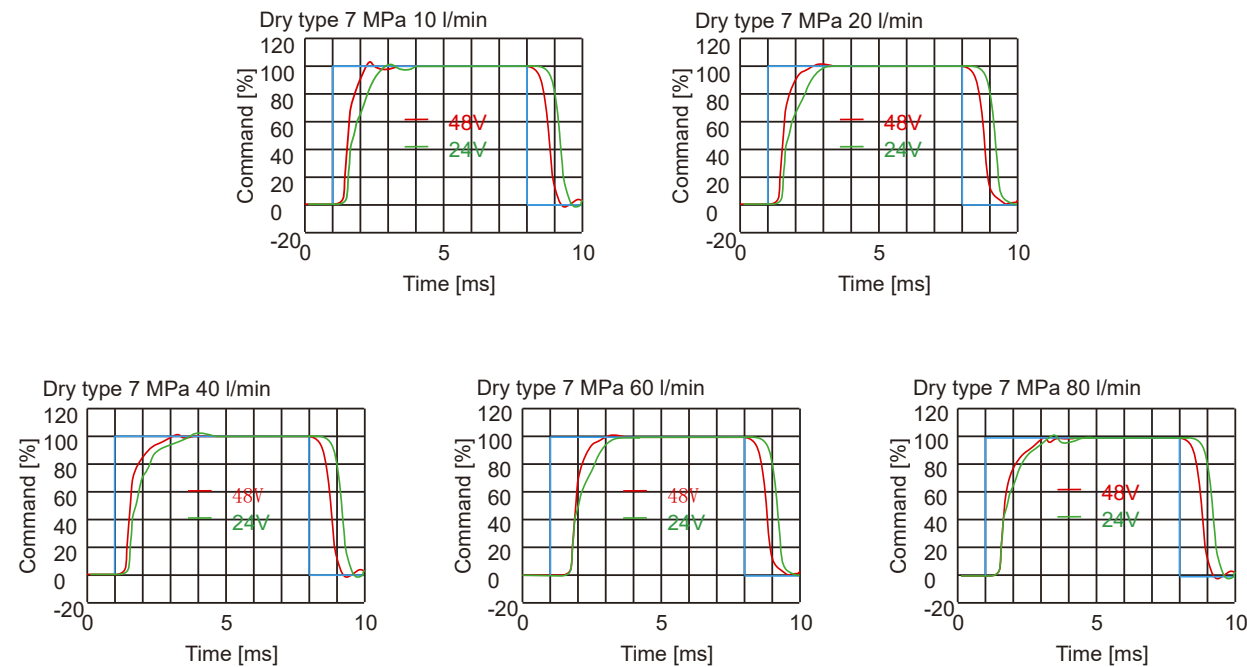 Dry type 7 MPa 10 l/min
120
100
80
60
40
20
0
-20
Command [%]
48V
24V
0 5 10
Time [ms]
Dry type 7 MPa 20 l/min
120
100
80
60
40
20
0
-20
Command [%]
48V
24V
0 5 10
Time [ms]
Dry type 7 MPa 40 l/min
120
100
80
60
40
20
0
-20
Command [%]
48V
24V
0 5 10
Time [ms]
Dry type 7 MPa 60 l/min
120
100
80
60
40
20
0
-20
Command [%]
48V
24V
0 5 10
Time [ms]
Dry type 7 MPa 80 l/min
120
100
80
60
40
20
0
-20
Command [%]
48V
24V
0 5 10
Time [ms]